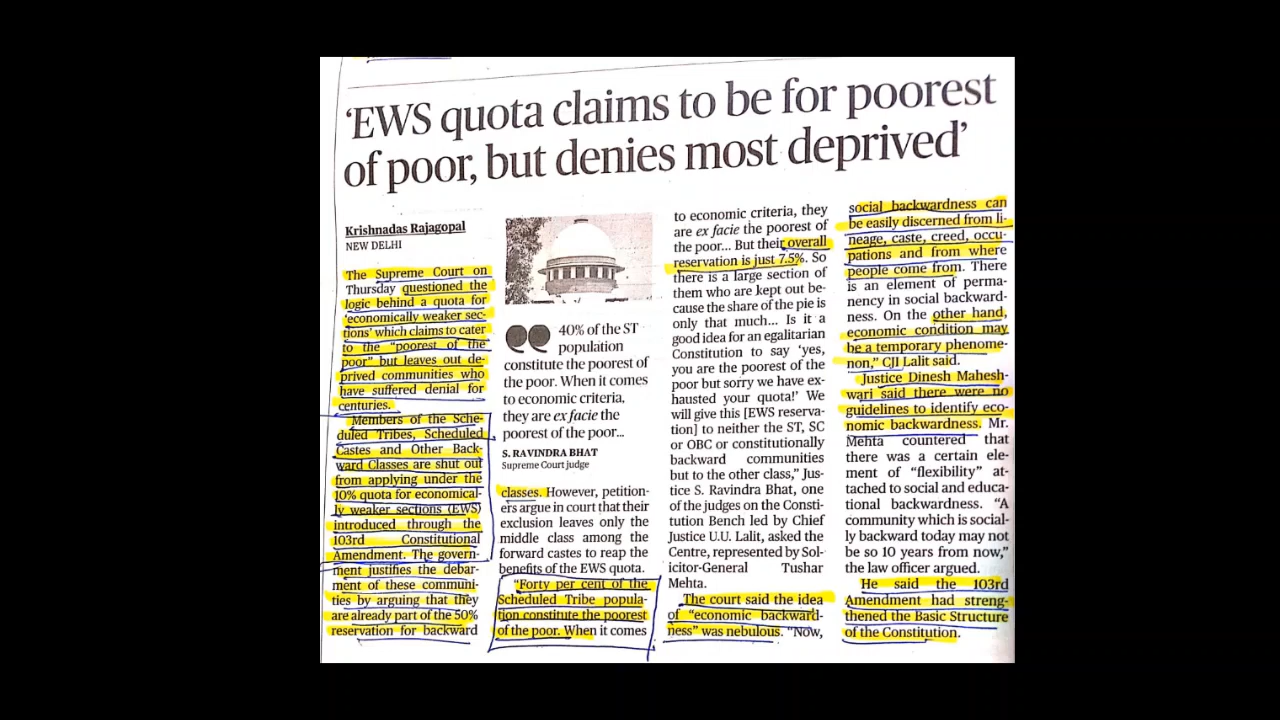 ‘EWS quota claims to be for poorest
of poor, but denies most deprived’
Krishnadas Rajagopal
NEW DELHI
The Supreme Court on
Thursday questioned the
logic behind a quota for
‘economically weaker sec-
tions’ which claims to cater
to the “poorest of the
poor” but leaves out de-
prived communities who
have suffered denial for
centuries.
Members of the Sche-
duled Tribes, Scheduled
Castes and Other Back-
ward Classes are shut out
from applying under the
10% quota for economical-
ly weaker sections (EWS)
introduced through the
103rd Constitutional
Amendment. The govern-
ment justifies the debar-
ment of these communi-
ties by arguing that they
are already part of the 50%
reservation for backward
40% of the ST
population
constitute the poorest of
the poor. When it comes
to economic criteria,
they are ex facie the
poorest of the poor...
S. RAVINDRA BHAT
Supreme Court judge
classes. However, petition-
ers argue in court that their
exclusion leaves only the
middle class among the
forward castes to reap the
benefits of the EWS quota.
“Forty per cent of the
Scheduled Tribe popula-
tion constitute the poorest
of the poor. When it comes
to economic criteria, they
are ex facie the poorest of
the poor... But their overall
reservation is just 7.5%. So
there is a large section of
them who are kept out be-
cause the share of the pie is
only that much... Is it a
good idea for an egalitarian
Constitution to say ‘yes,
you are the poorest of the
poor but sorry we have ex-
hausted your quota!’ We
will give this [EWS reserva-
tion] to neither the ST, SC
or OBC or constitutionally
backward communities
but to the other class,” Jus-
tice S. Ravindra Bhat, one
of the judges on the Consti-
tution Bench led by Chief
Justice U.U. Lalit, asked the
Centre, represented by Sol-
icitor-General Tushar
Mehta.
The court said the idea
of “economic backward-
ness” was nebulous. “Now,
social backwardness can
be easily discerned from li-
neage, caste, creed, occu-
pations and from where
people come from. There
is an element of perma-
nency in social backward-
ness. On the other hand,
economic condition may
be a temporary phenome-
non,” CJI Lalit said.
Justice Dinesh Mahesh-
wari said there were no
guidelines to identify eco-
nomic backwardness. Mr.
Mehta countered that
there was a certain ele-
ment of “flexibility” at-
tached to social and educa-
tional backwardness. “A
community which is social-
ly backward today may not
be so 10 years from now,”
the law officer argued.
He said the 103rd
Amendment had streng-
thened the Basic Structure
of the Constitution.